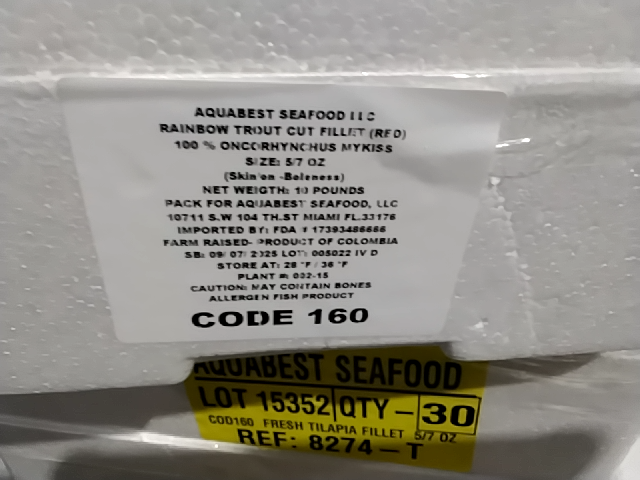 AQUABEST SEAFOOD LLC
RAINBOW TROUT CUT FILLET (RED)
100 % ONCORHYNCHUS MYKISS
SIZE: 5/7 OZ
(Skin on -Boleness)
NET WEIGTH: 10 POUNDS
PACK FOR AQUABEST SEAFOOD, LLC
10711 S.W 104 TH.ST MIAMI FL.33176
IMPORTED BY: FDA # 17393486666
FARM RAISED- PRODUCT OF COLOMBIA
SB: 09/ 07/ 2025 LOT: 005022 IV D
STORE AT: 28 °F / 36 °F
PLANT #: 002-15
CAUTION: MAY CONTAIN BONES
ALLERGEN FISH PRODUCT
CODE 160
AQUABEST SEAFOOD
LOT 15352 QTY - 30
COD160 FRESH TILAPIA FILLET 5/7 OZ
REF: 8274-T